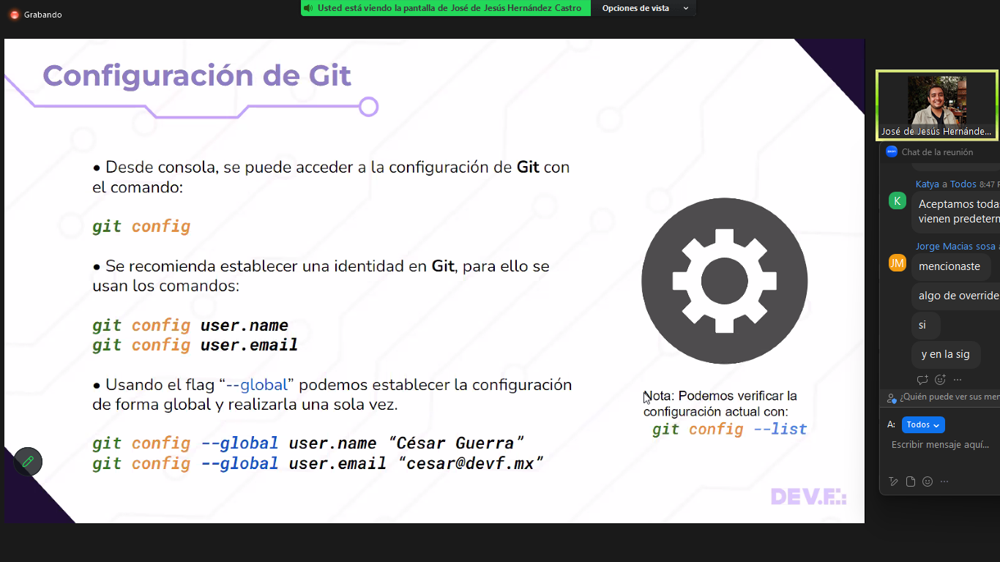 Grabando
Usted está viendo la pantalla de José de Jesús Hernández Castro
Opciones de vista
Configuración de Git
• Desde consola, se puede acceder a la configuración de Git con
el comando:
git config
• Se recomienda establecer una identidad en Git, para ello se
usan los comandos:
git config user.name
git config user.email
• Usando el flag “--global” podemos establecer la configuración
de forma global y realizarla una sola vez.
git config --global user.name “César Guerra”
git config --global user.email “cesar@devf.mx”
Nota: Podemos verificar la
configuración actual con:
git config --list
DEV.F.:
José de Jesús Hernánde...
Chat de la reunión
Katya a Todos 8:47
K
Aceptamos toda
vienen predeterm
Jorge Macias sosa a
JM
mencionaste
algo de override
si
y en la sig
¿Quién puede ver sus men
A: Todos
Escribir mensaje aquí...